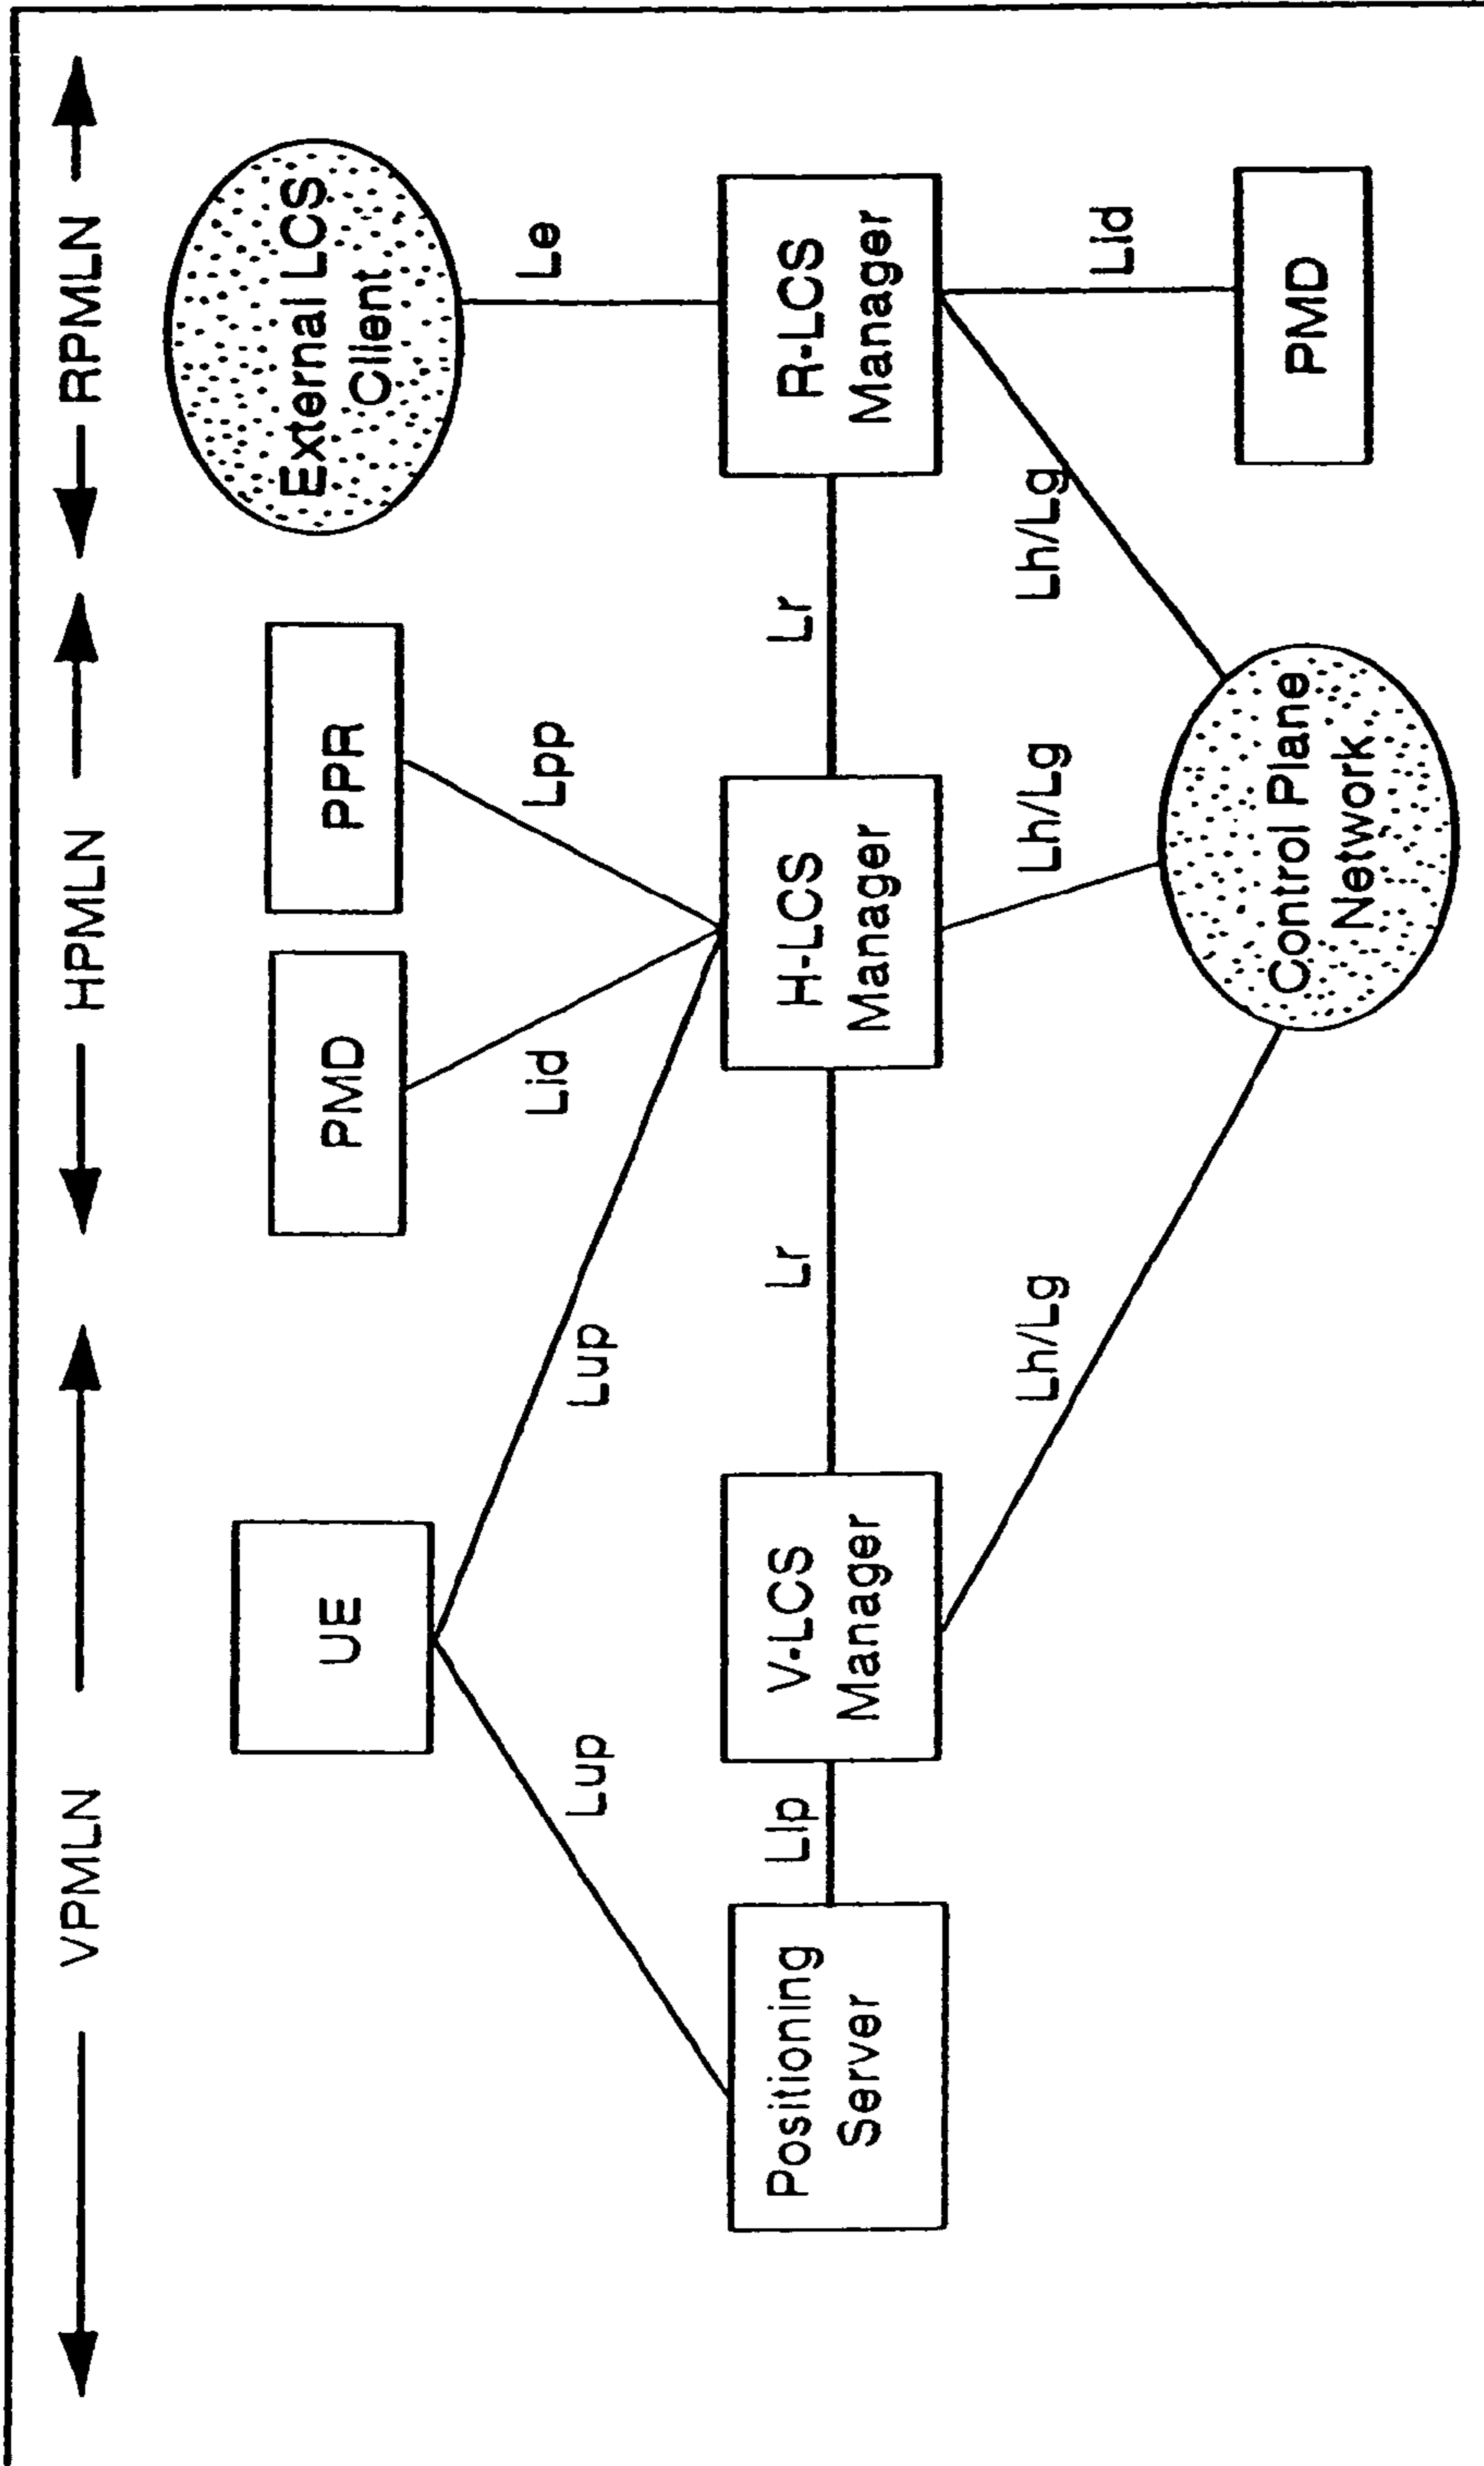 VPMLN
HPMLN
RPMLN
UE
PMD
PPR
External LCS
Client
Lup
Lup
Lid
Lpp
Le
Positioning
Server
Llp
V-LCS
Manager
Lr
H-LCS
Manager
Lr
R-LCS
Manager
Lh/Lg
Lh/Lg
Lh/Lg
Lid
Control Plane
Network
PMD